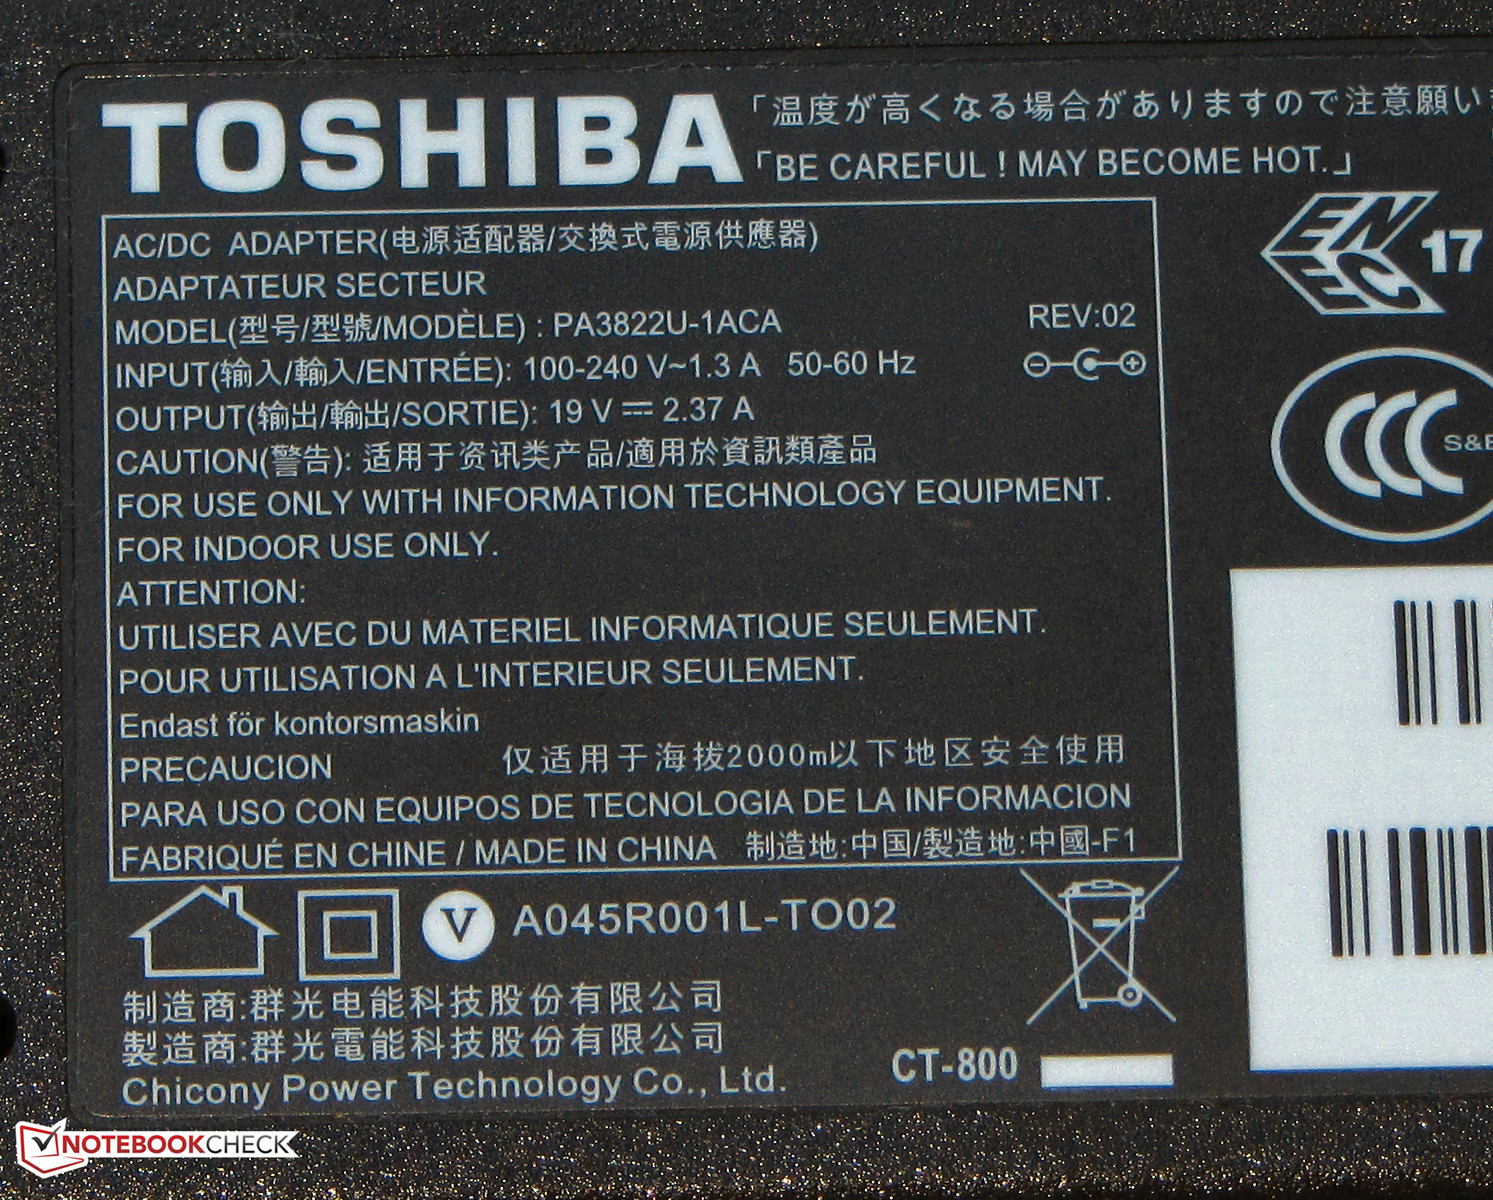 TOSHIBA
「温度が高くなる場合がありますので注意願い
「BE CAREFUL ! MAY BECOME HOT.」
AC/DC ADAPTER(电源适配器/交換式電源供應器)
ADAPTATEUR SECTEUR
MODEL(型号/型號/MODÈLE) : PA3822U-1ACA REV:02
INPUT(输入/輸入/ENTRÉE): 100-240 V~1.3 A 50-60 Hz
OUTPUT(输出/輸出/SORTIE): 19 V ⎓ 2.37 A
CAUTION(警告): 适用于资讯类产品/適用於資訊類產品
FOR USE ONLY WITH INFORMATION TECHNOLOGY EQUIPMENT.
FOR INDOOR USE ONLY.
ATTENTION:
UTILISER AVEC DU MATERIEL INFORMATIQUE SEULEMENT.
POUR UTILISATION A L'INTERIEUR SEULEMENT.
Endast för kontorsmaskin
PRECAUCION 仅适用于海拔2000m以下地区安全使用
PARA USO CON EQUIPOS DE TECNOLOGIA DE LA INFORMACION
FABRIQUÉ EN CHINE / MADE IN CHINA 制造地:中国/製造地:中國-F1
ENEC 17
CCC S&E
V A045R001L-TO02
制造商:群光电能科技股份有限公司
製造商:群光電能科技股份有限公司
Chicony Power Technology Co., Ltd.
CT-800
NOTEBOOKCHECK